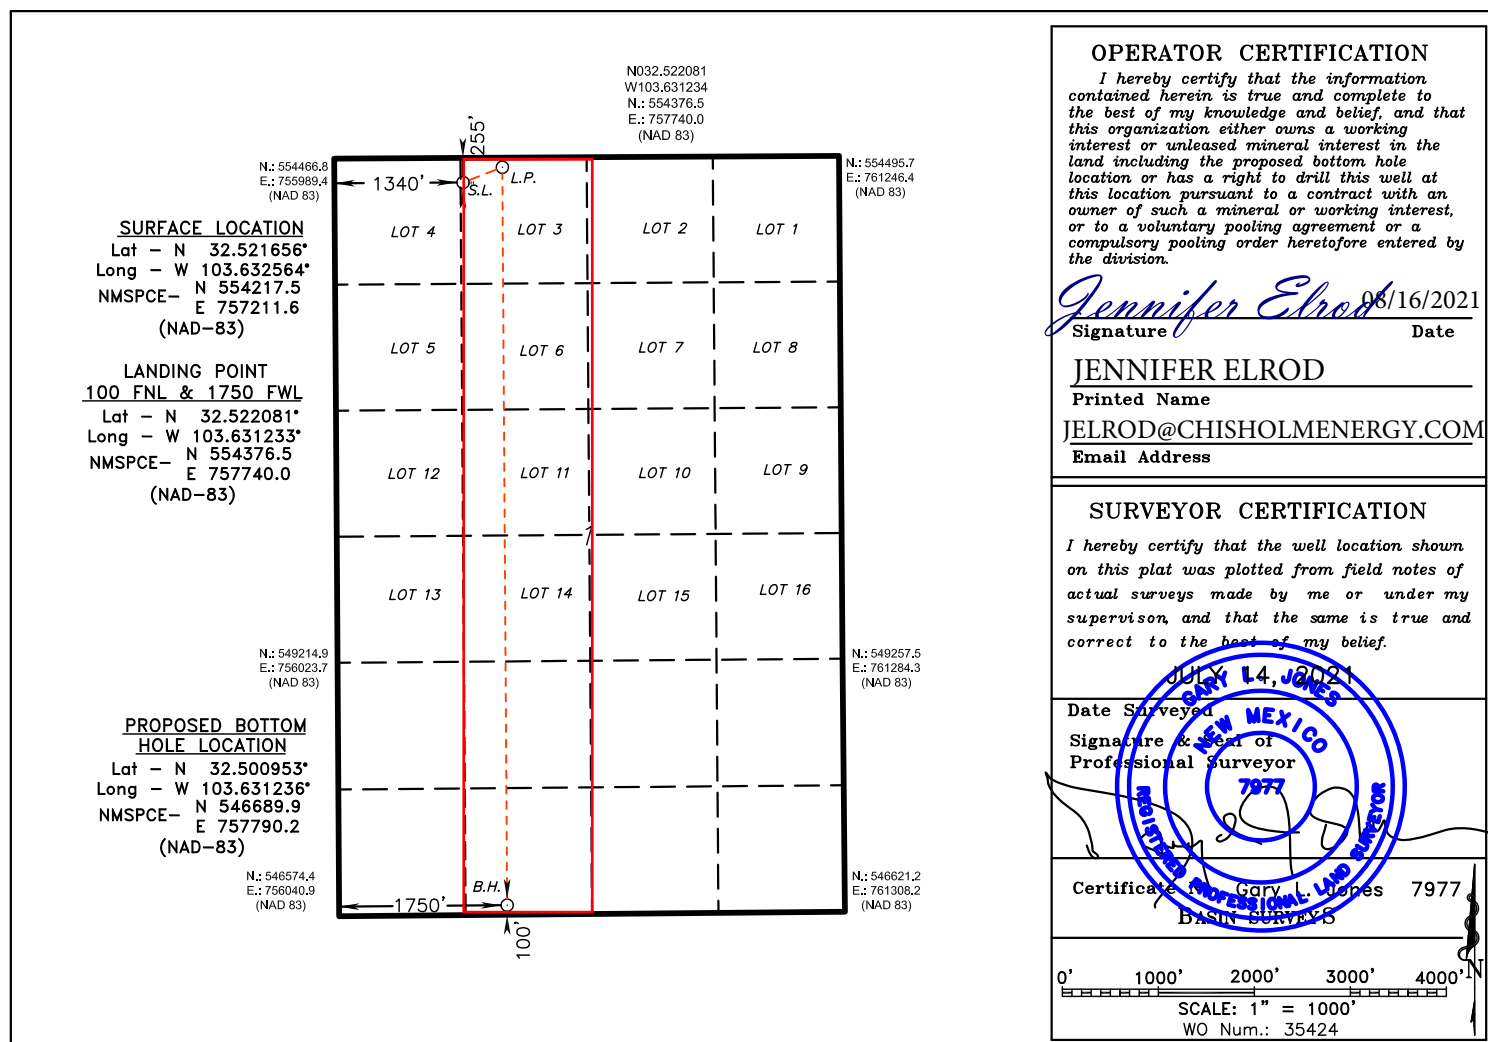 N032.522081
W103.631234
N.: 554376.5
E.: 757740.0
(NAD 83)
255'
N.: 554466.8
E.: 755989.4
(NAD 83)
1340'
S.L.
L.P.
N.: 554495.7
E.: 761246.4
(NAD 83)
SURFACE LOCATION
Lat – N 32.521656°
Long – W 103.632564°
NMSPCE– N 554217.5
E 757211.6
(NAD–83)
LOT 4
LOT 3
LOT 2
LOT 1
LANDING POINT
100 FNL & 1750 FWL
Lat – N 32.522081°
Long – W 103.631233°
NMSPCE– N 554376.5
E 757740.0
(NAD–83)
LOT 5
LOT 6
LOT 7
LOT 8
LOT 12
LOT 11
LOT 10
LOT 9
7
LOT 13
LOT 14
LOT 15
LOT 16
N.: 549214.9
E.: 756023.7
(NAD 83)
N.: 549257.5
E.: 761284.3
(NAD 83)
PROPOSED BOTTOM
HOLE LOCATION
Lat – N 32.500953°
Long – W 103.631236°
NMSPCE– N 546689.9
E 757790.2
(NAD–83)
N.: 546574.4
E.: 756040.9
(NAD 83)
B.H.
1750'
100'
N.: 546621.2
E.: 761308.2
(NAD 83)
OPERATOR CERTIFICATION
I hereby certify that the information
contained herein is true and complete to
the best of my knowledge and belief, and that
this organization either owns a working
interest or unleased mineral interest in the
land including the proposed bottom hole
location or has a right to drill this well at
this location pursuant to a contract with an
owner of such a mineral or working interest,
or to a voluntary pooling agreement or a
compulsory pooling order heretofore entered by
the division.
Jennifer Elrod 08/16/2021
Signature Date
JENNIFER ELROD
Printed Name
JELROD@CHISHOLMENERGY.COM
Email Address
SURVEYOR CERTIFICATION
I hereby certify that the well location shown
on this plat was plotted from field notes of
actual surveys made by me or under my
supervison, and that the same is true and
correct to the best of my belief.
JULY 14, 2021
Date Surveyed
Signature & Seal of
Professional Surveyor
GARY L. JONES
NEW MEXICO
7977
REGISTERED PROFESSIONAL LAND SURVEYOR
Certificate Gary L. Jones 7977
BASIN SURVEYS
0' 1000' 2000' 3000' 4000'
N
SCALE: 1" = 1000'
WO Num.: 35424